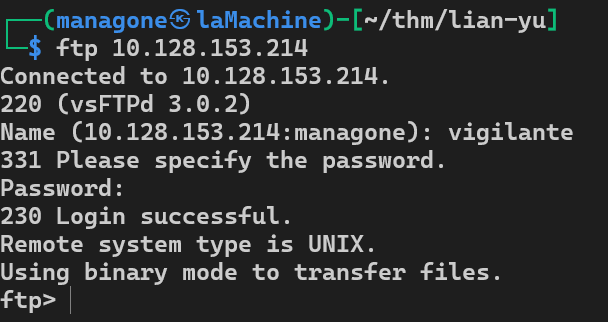 ┌──(managone㉿laMachine)-[~/thm/lian-yu]
└─$ ftp 10.128.153.214
Connected to 10.128.153.214.
220 (vsFTPd 3.0.2)
Name (10.128.153.214:managone): vigilante
331 Please specify the password.
Password:
230 Login successful.
Remote system type is UNIX.
Using binary mode to transfer files.
ftp>